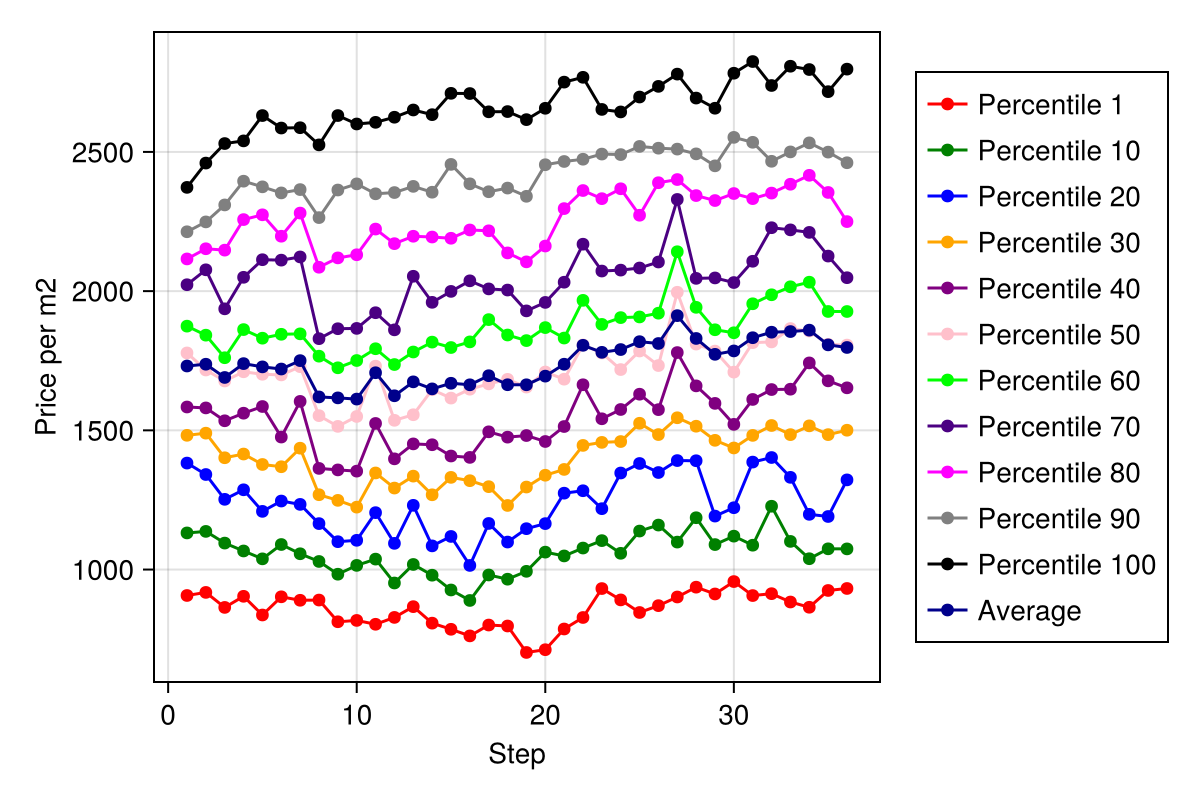 2500
2000
1500
1000
Price per m2
0 10 20 30
Step
Percentile 1
Percentile 10
Percentile 20
Percentile 30
Percentile 40
Percentile 50
Percentile 60
Percentile 70
Percentile 80
Percentile 90
Percentile 100
Average